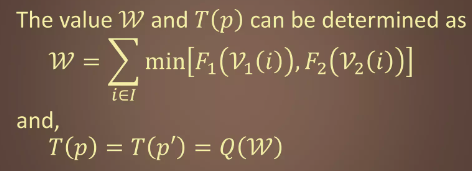 The value 𝒲 and T(p) can be determined as
𝒲 = ∑ min[F₁(𝒱₁(i)), F₂(𝒱₂(i))]
i∈I
and,
T(p) = T(p′) = Q(𝒲)